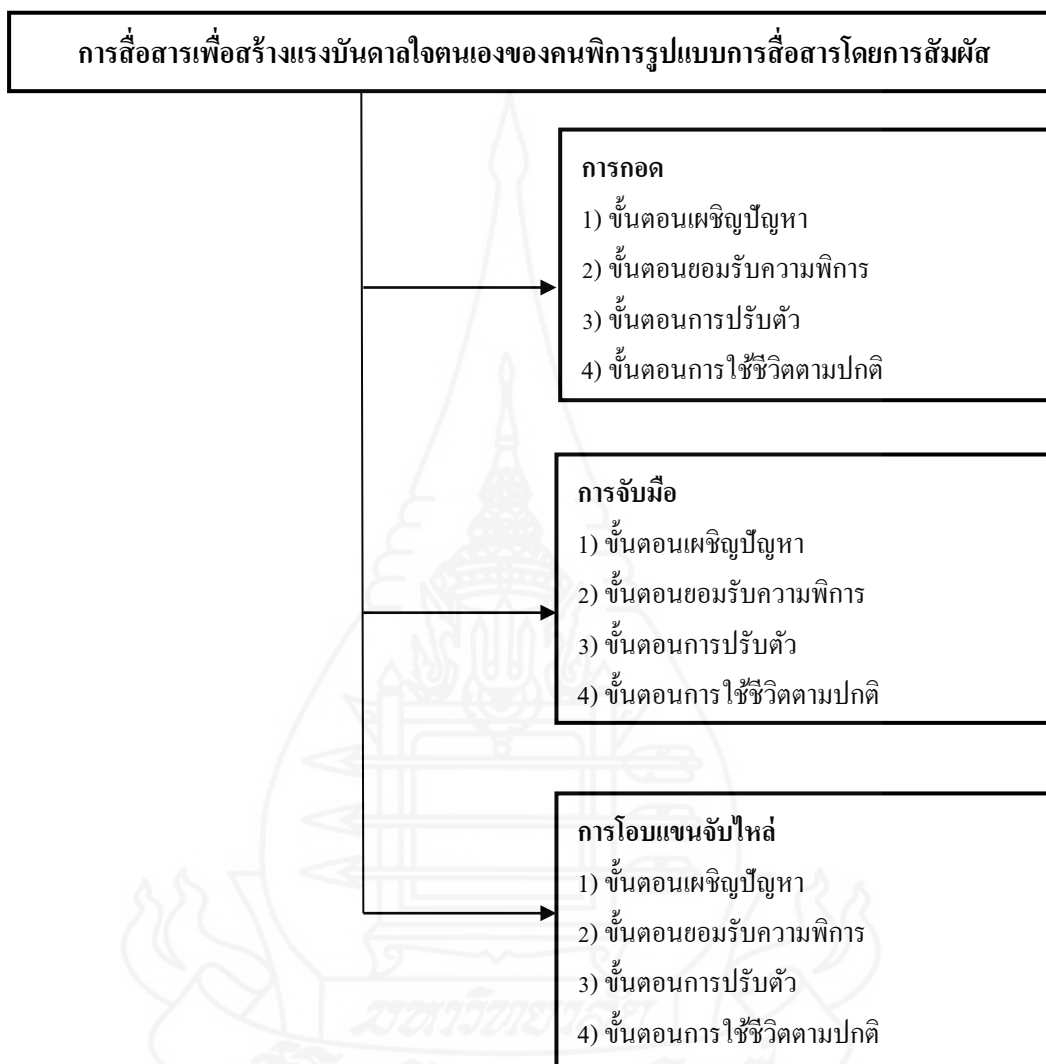 การสื่อสารเพื่อสร้างแรงบันดาลใจตนเองของคนพิการรูปแบบการสื่อสารโดยการสัมผัส
การกอด
1) ขั้นตอนเผชิญปัญหา
2) ขั้นตอนยอมรับความพิการ
3) ขั้นตอนการปรับตัว
4) ขั้นตอนการใช้ชีวิตตามปกติ
การจับมือ
1) ขั้นตอนเผชิญปัญหา
2) ขั้นตอนยอมรับความพิการ
3) ขั้นตอนการปรับตัว
4) ขั้นตอนการใช้ชีวิตตามปกติ
การโอบแขนจับไหล่
1) ขั้นตอนเผชิญปัญหา
2) ขั้นตอนยอมรับความพิการ
3) ขั้นตอนการปรับตัว
4) ขั้นตอนการใช้ชีวิตตามปกติ
มหาวิทยาลัย